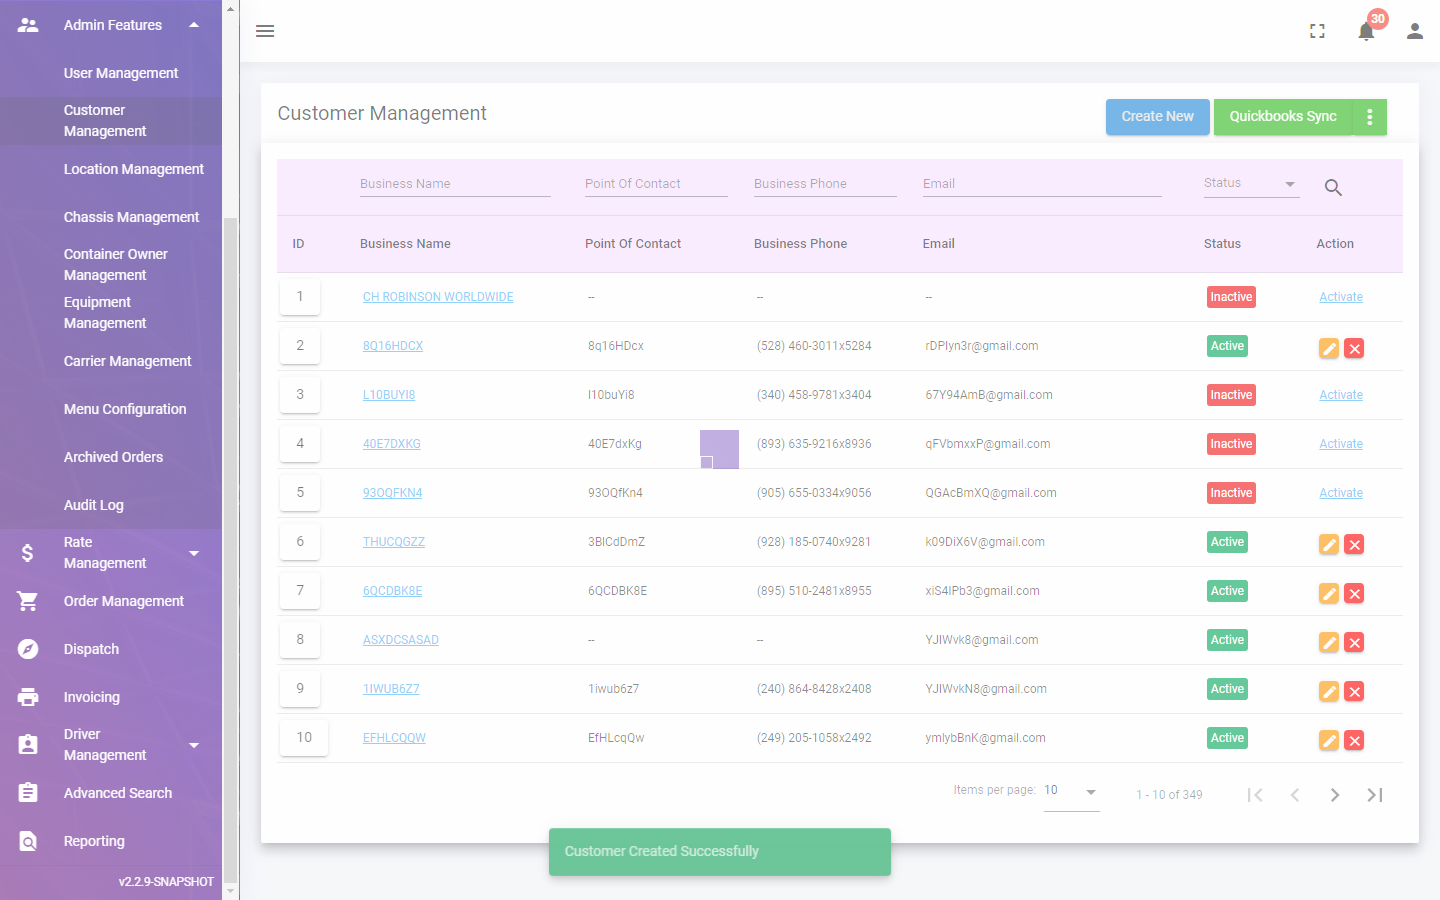 Admin Features
User Management
Customer
Management
Location Management
Chassis Management
Container Owner
Management
Equipment
Management
Carrier Management
Menu Configuration
Archived Orders
Audit Log
Rate
Management
Order Management
Dispatch
Invoicing
Driver
Management
Advanced Search
Reporting
v2.2.9-SNAPSHOT
30
Customer Management
Create New
Quickbooks Sync
Business Name Point Of Contact Business Phone Email Status
ID Business Name Point Of Contact Business Phone Email Status Action
1 CH ROBINSON WORLDWIDE -- -- -- Inactive Activate
2 8Q16HDCX 8q16HDcx (528) 460-3011x5284 rDPIyn3r@gmail.com Active
3 L10BUYI8 l10buYi8 (340) 458-9781x3404 67Y94AmB@gmail.com Inactive Activate
4 40E7DXKG 40E7dxKg (893) 635-9216x8936 qFVbmxxP@gmail.com Inactive Activate
5 93OQFKN4 93OQfKn4 (905) 655-0334x9056 QGAcBmXQ@gmail.com Inactive Activate
6 THUCQGZZ 3BICdDmZ (928) 185-0740x9281 k09DiX6V@gmail.com Active
7 6QCDBK8E 6QCDBK8E (895) 510-2481x8955 xiS4IPb3@gmail.com Active
8 ASXDCSASAD -- -- YJIWvk8@gmail.com Active
9 1IWUB6Z7 1iwub6z7 (240) 864-8428x2408 YJIWvkN8@gmail.com Active
10 EFHLCQQW EfHLcqQw (249) 205-1058x2492 ymlybBnK@gmail.com Active
Items per page: 10 1 - 10 of 349
Customer Created Successfully